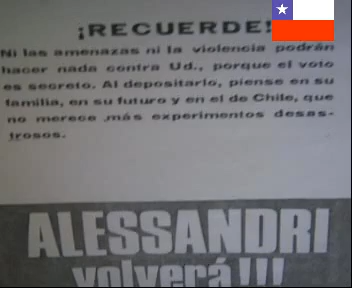 ¡RECUERDE!
Ni las amenazas ni la violencia podrán
hacer nada contra Ud., porque el voto
es secreto. Al depositarlo, piense en su
familia, en su futuro y en el de Chile, que
no merece más experimentos desas-
trosos.
ALESSANDRI
volverá!!!